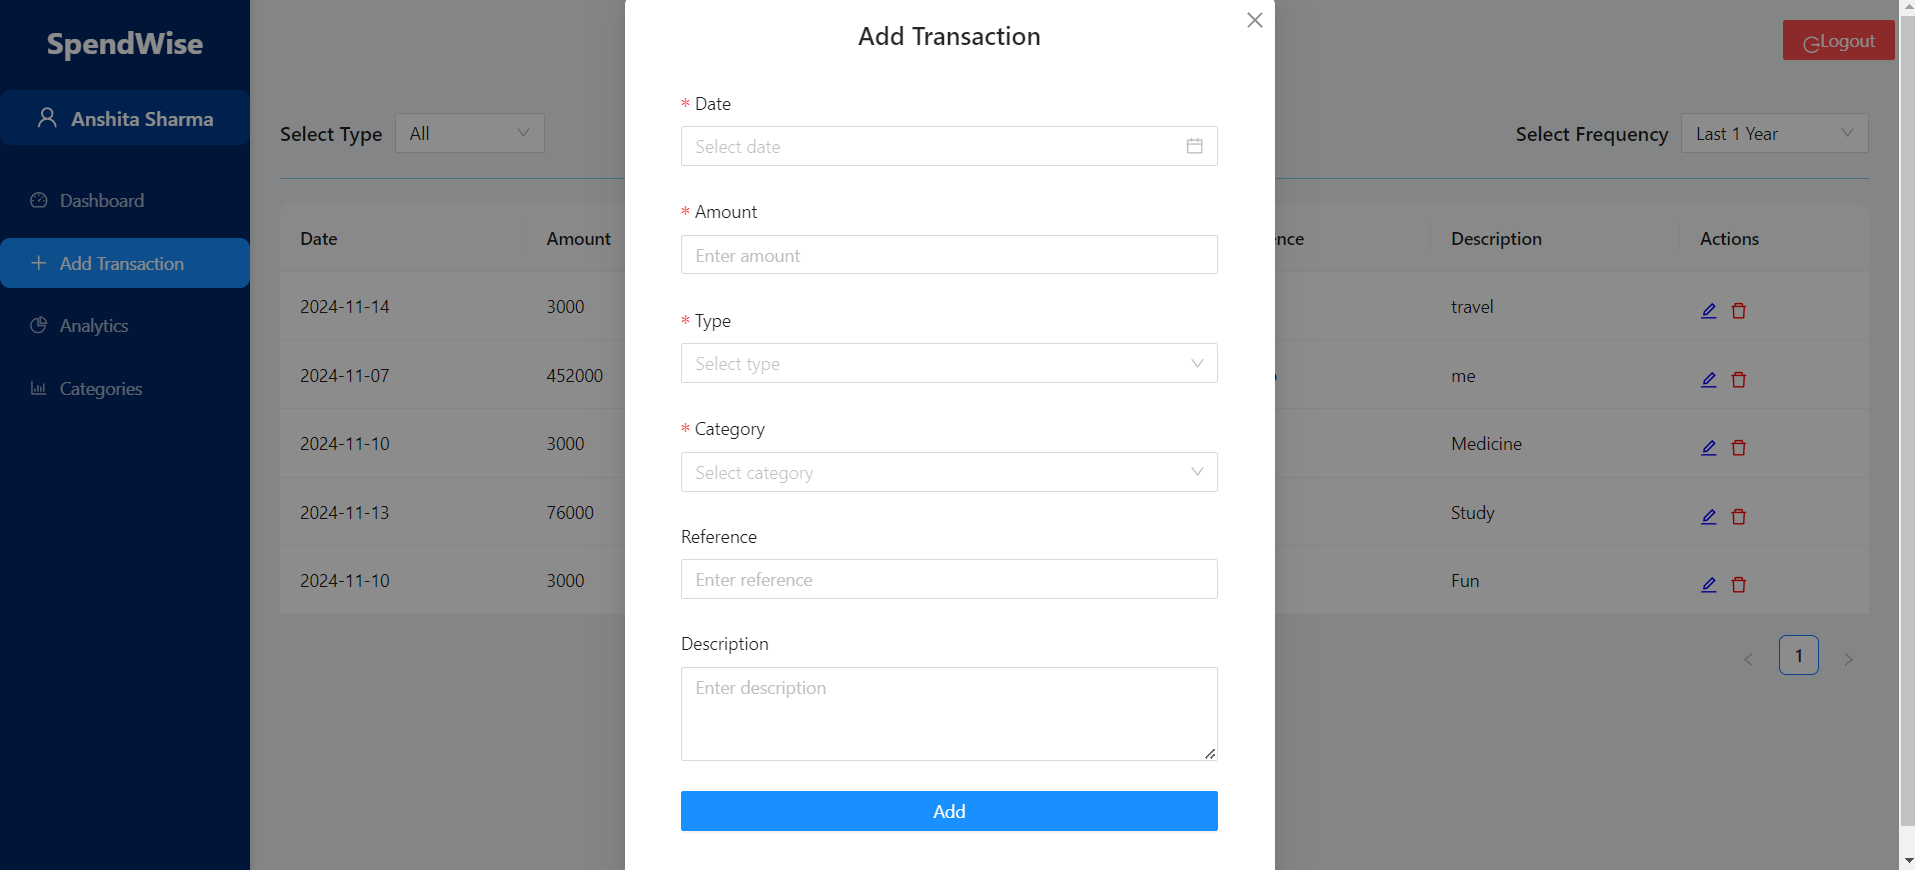 SpendWise
Anshita Sharma
Dashboard
Add Transaction
Analytics
Categories
Logout
Select Type All
Select Frequency Last 1 Year
Date Amount nce Description Actions
2024-11-14 3000 travel
2024-11-07 452000 me
2024-11-10 3000 Medicine
2024-11-13 76000 Study
2024-11-10 3000 Fun
1
Add Transaction
* Date
Select date
* Amount
Enter amount
* Type
Select type
* Category
Select category
Reference
Enter reference
Description
Enter description
Add